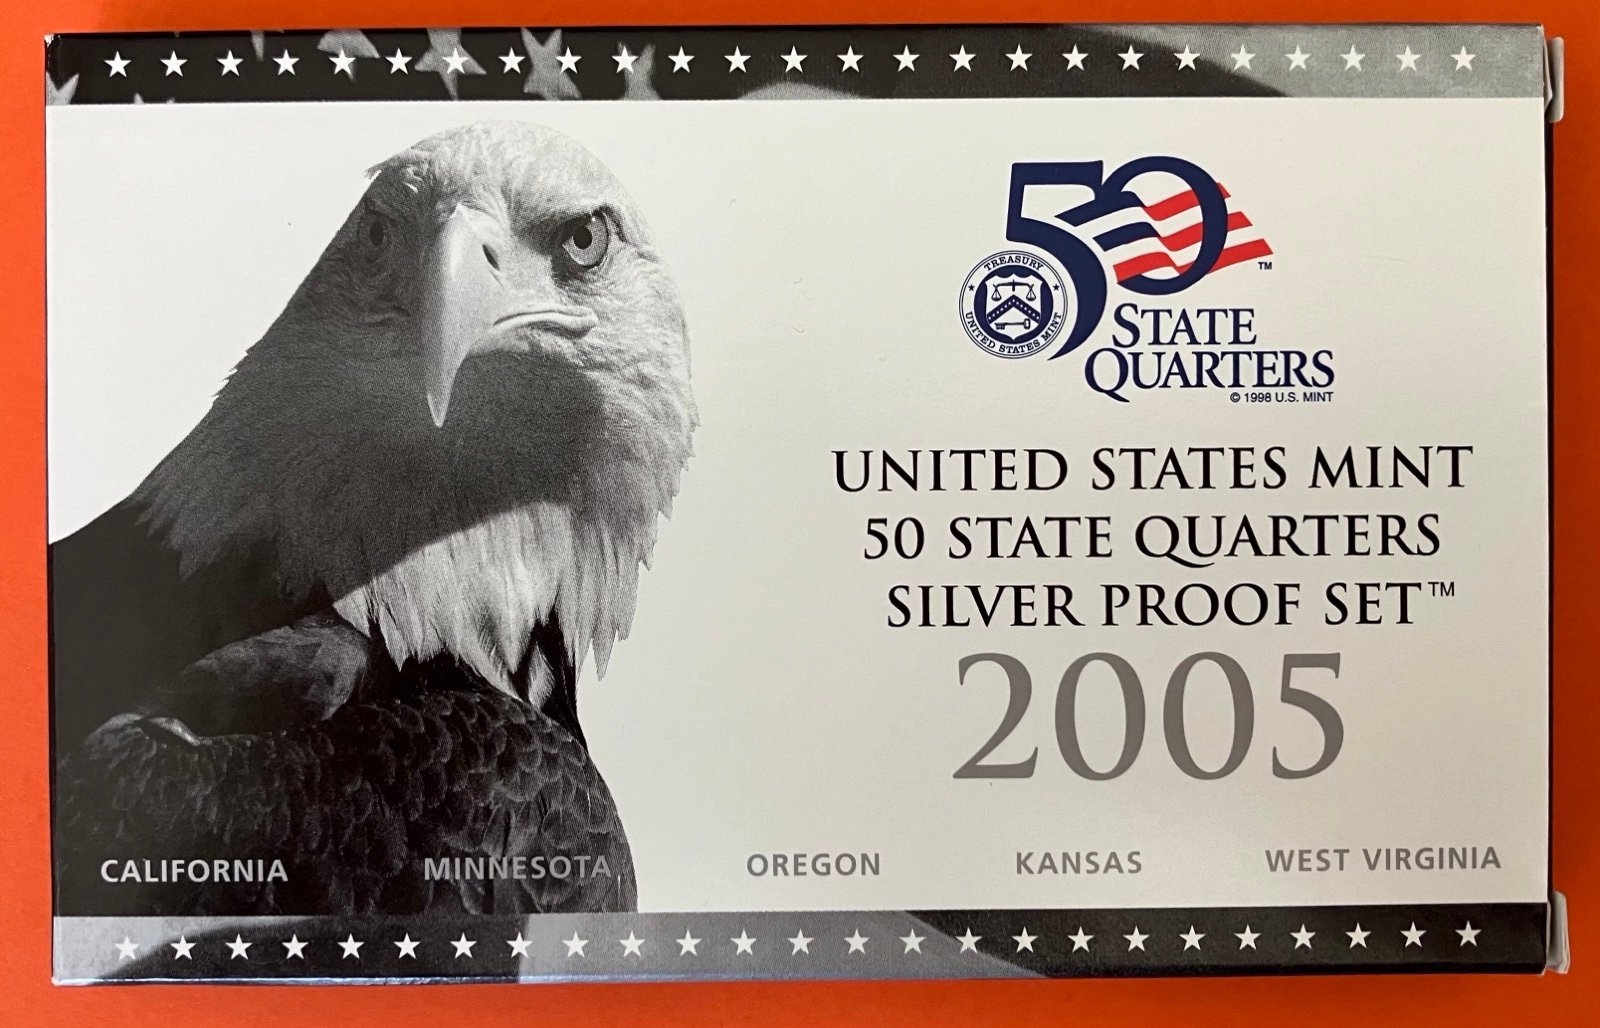 50
TREASURY
UNITED STATES MINT
™
STATE
QUARTERS
© 1998 U.S. MINT
UNITED STATES MINT
50 STATE QUARTERS
SILVER PROOF SET™
2005
CALIFORNIA MINNESOTA OREGON KANSAS WEST VIRGINIA